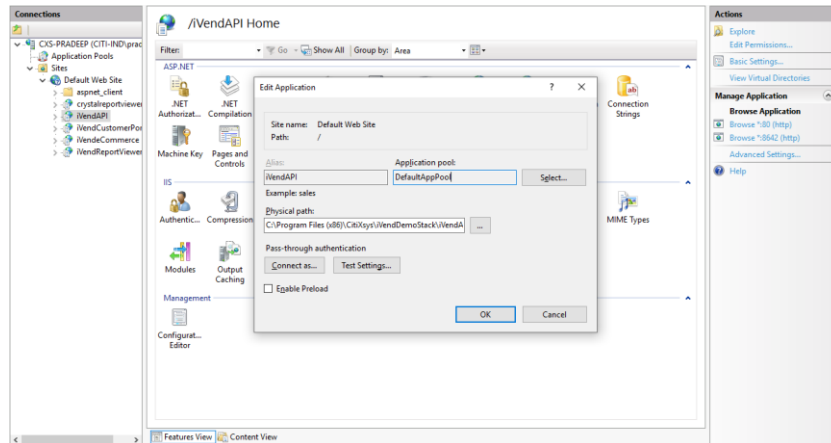 Connections
CXS-PRADEEP (CITI-IND\prac
Application Pools
Sites
Default Web Site
aspnet_client
crystalreportviewer
iVendAPI
iVendCustomerPor
iVendeCommerce
iVendReportViewer
/iVendAPI Home
Filter:
Go
Show All
Group by: Area
ASP.NET
.NET Authorizat...
.NET Compilation
Connection Strings
Machine Key
Pages and Controls
IIS
Authentic...
Compression
MIME Types
Modules
Output Caching
Management
Configurat... Editor
Edit Application
?
X
Site name: Default Web Site
Path: /
Alias:
Application pool:
iVendAPI
DefaultAppPool
Select...
Example: sales
Physical path:
C:\Program Files (x86)\CitiXsys\iVendDemoStack\iVendA
...
Pass-through authentication
Connect as...
Test Settings...
Enable Preload
OK
Cancel
Features View
Content View
Actions
Explore
Edit Permissions...
Basic Settings...
View Virtual Directories
Manage Application
Browse Application
Browse *:80 (http)
Browse *:8642 (http)
Advanced Settings...
Help